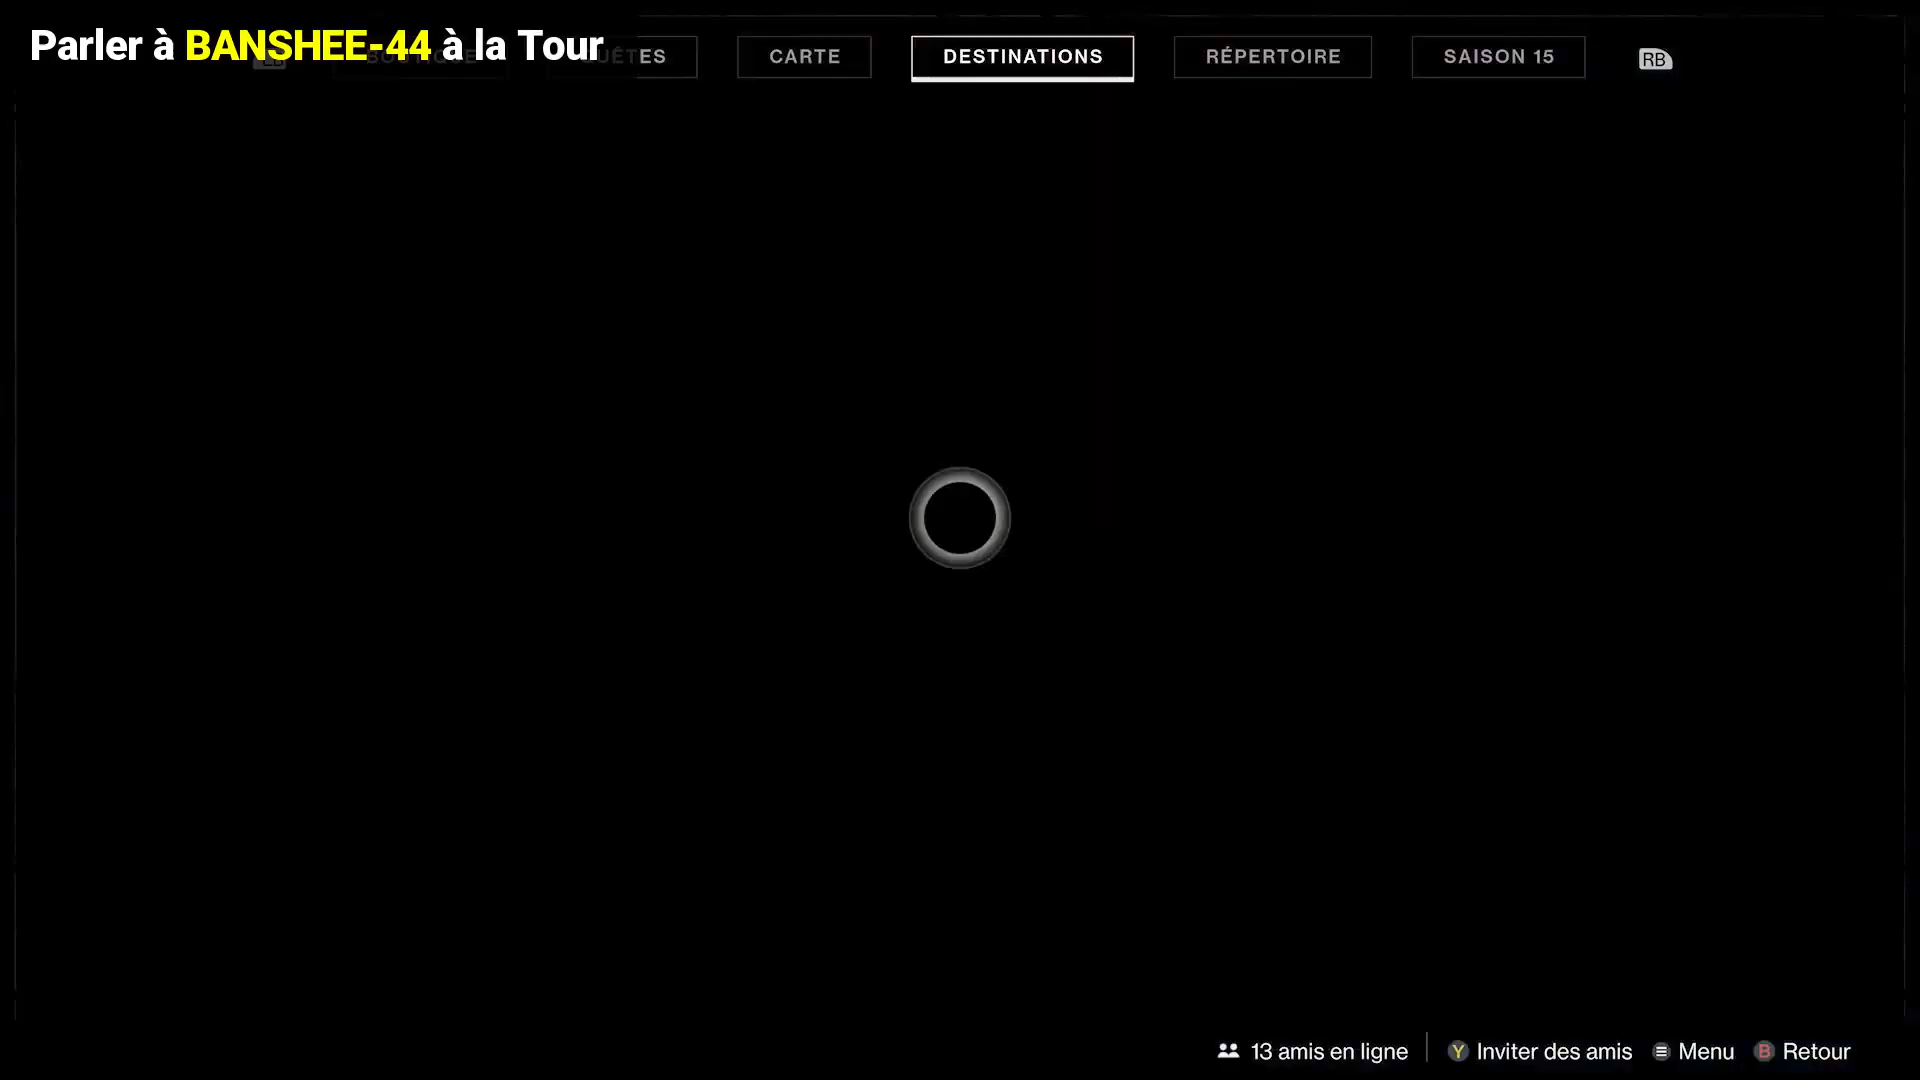 Parler à BANSHEE-44 à la Tour
CARTE
DESTINATIONS
RÉPERTOIRE
SAISON 15
RB
13 amis en ligne
Y Inviter des amis
Menu
B Retour